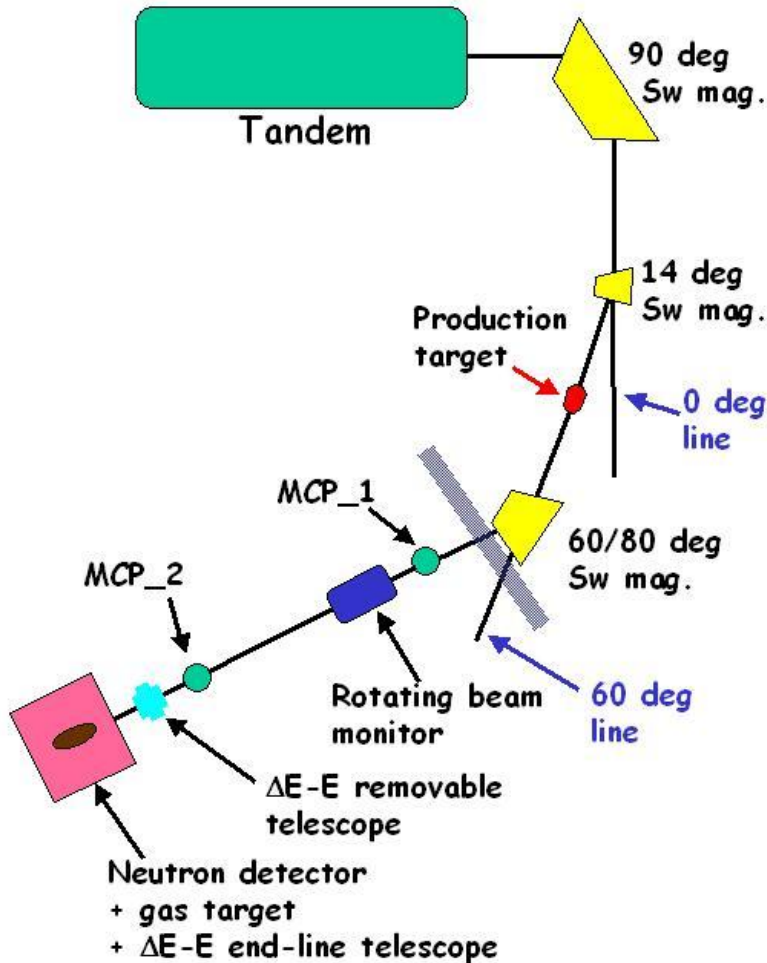 90 deg
Sw mag.
Tandem
14 deg
Sw mag.
Production
target
0 deg
line
MCP_1
60/80 deg
Sw mag.
MCP_2
Rotating beam
monitor
60 deg
line
ΔE-E removable
telescope
Neutron detector
+ gas target
+ ΔE-E end-line telescope